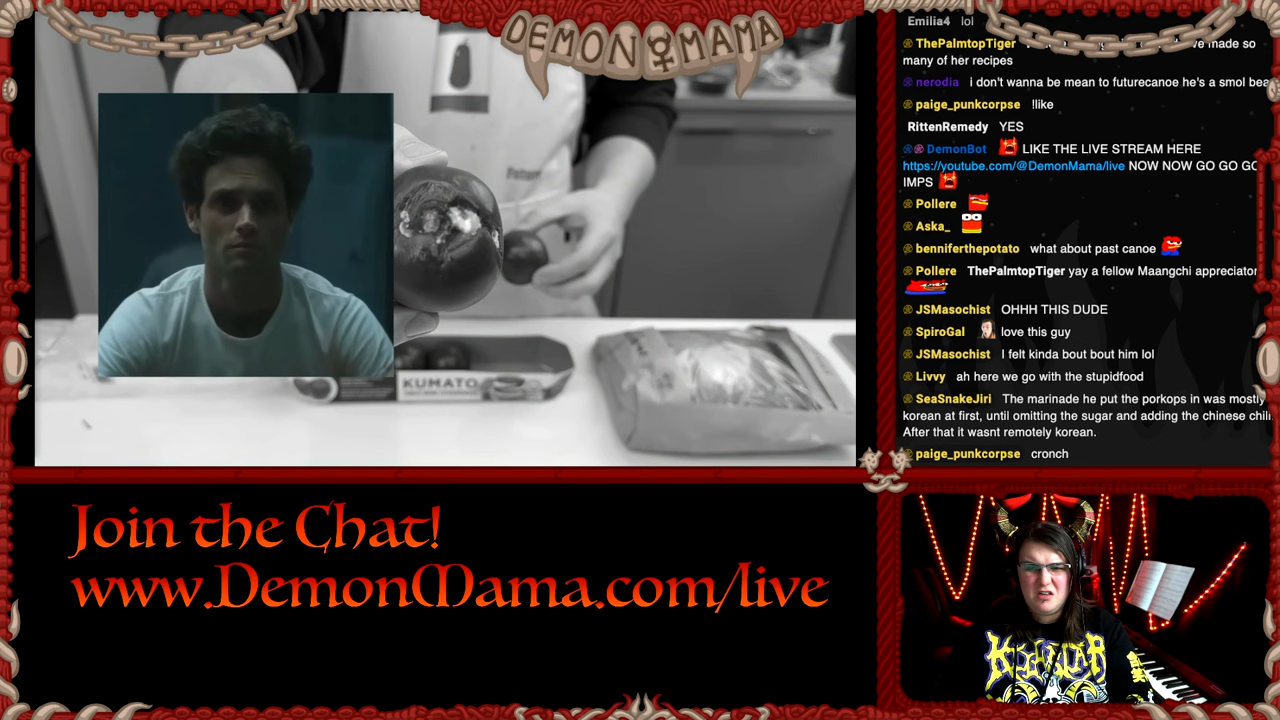 DEMON MAMA
Emilia4 lol
ThePalmtopTiger made so
many of her recipes
nerodia i don't wanna be mean to futurecanoe he's a smol bea
paige_punkcorpse !like
RittenRemedy YES
DemonBot LIKE THE LIVE STREAM HERE
https://youtube.com/@DemonMama/live NOW NOW GO GO GO
IMPS
Pollere
Aska_
benniferthepotato what about past canoe
Pollere ThePalmtopTiger yay a fellow Maangchi appreciator
JSMasochist OHHH THIS DUDE
SpiroGal love this guy
JSMasochist I felt kinda bout bout him lol
Livvy ah here we go with the stupidfood
SeaSnakeJiri The marinade he put the porkops in was mostly
korean at first, until omitting the sugar and adding the chinese chili
After that it wasnt remotely korean.
paige_punkcorpse cronch
KUMATO
Join the Chat!
www.DemonMama.com/live